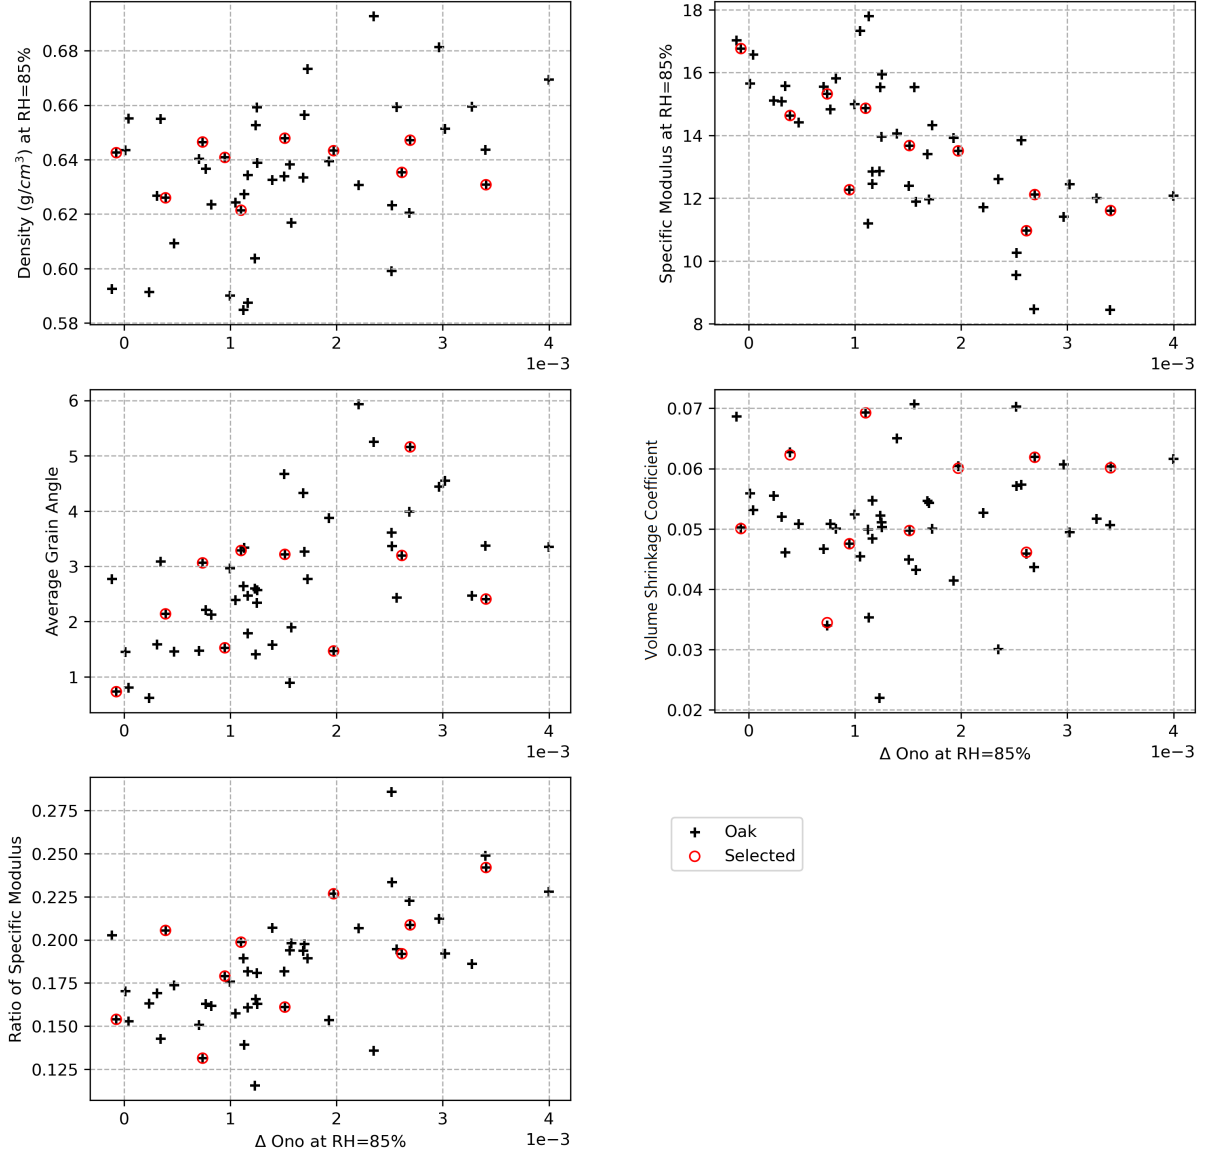 Density (g/cm³) at RH=85%
0.68
0.66
0.64
0.62
0.60
0.58
0 1 2 3 4
1e−3
Specific Modulus at RH=85%
18
16
14
12
10
8
0 1 2 3 4
1e−3
Average Grain Angle
6
5
4
3
2
1
0 1 2 3 4
1e−3
Volume Shrinkage Coefficient
0.07
0.06
0.05
0.04
0.03
0.02
0 1 2 3 4
Δ Ono at RH=85%
1e−3
Ratio of Specific Modulus
0.275
0.250
0.225
0.200
0.175
0.150
0.125
0 1 2 3 4
Δ Ono at RH=85%
1e−3
Oak
Selected